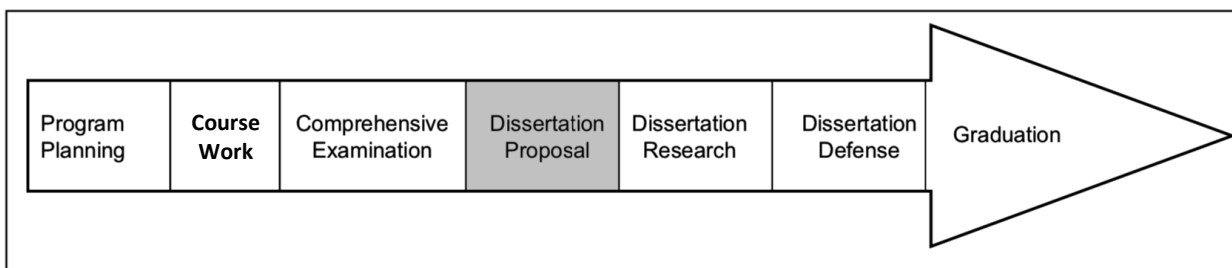 Program
Planning
Course
Work
Comprehensive
Examination
Dissertation
Proposal
Dissertation
Research
Dissertation
Defense
Graduation